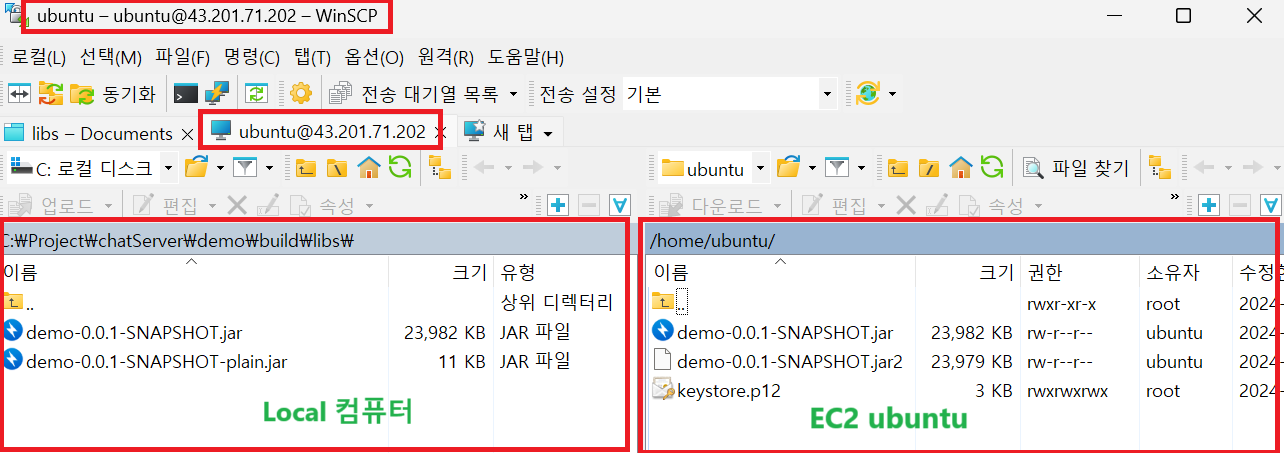 ubuntu – ubuntu@43.201.71.202 – WinSCP
로컬(L) 선택(M) 파일(F) 명령(C) 탭(T) 옵션(O) 원격(R) 도움말(H)
동기화 전송 대기열 목록 전송 설정 기본
libs – Documents ubuntu@43.201.71.202 새 탭
C: 로컬 디스크 ubuntu 파일 찾기
업로드 편집 속성 » 다운로드 편집 속성 »
C:₩Project₩chatServer₩demo₩build₩libs₩ /home/ubuntu/
이름 크기 유형 이름 크기 권한 소유자
.. 상위 디렉터리 .. rwxr-xr-x root 2024-
demo-0.0.1-SNAPSHOT.jar 23,982 KB JAR 파일 demo-0.0.1-SNAPSHOT.jar 23,982 KB rw-r--r-- ubuntu 2024-
demo-0.0.1-SNAPSHOT-plain.jar 11 KB JAR 파일 demo-0.0.1-SNAPSHOT.jar2 23,979 KB rw-r--r-- ubuntu 2024-
keystore.p12 3 KB rwxrwxrwx root 2024-
Local 컴퓨터 EC2 ubuntu